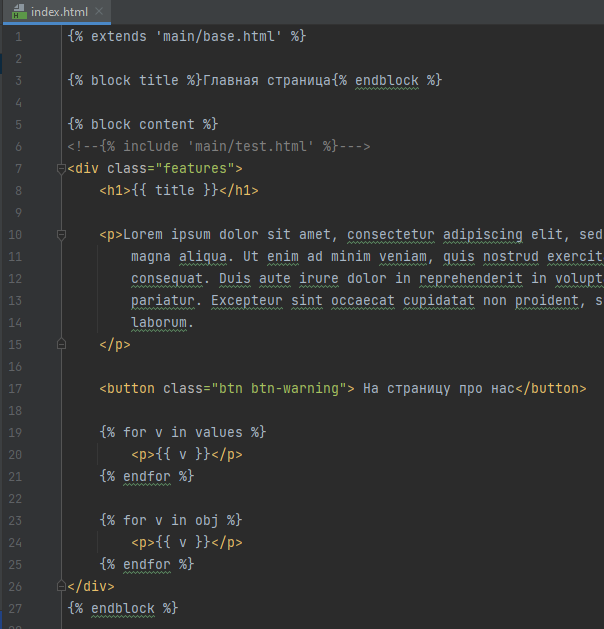 index.html
1 {% extends 'main/base.html' %}
2
3 {% block title %}Главная страница{% endblock %}
4
5 {% block content %}
6 <!--{% include 'main/test.html' %}--->
7 <div class="features">
8 <h1>{{ title }}</h1>
9
10 <p>Lorem ipsum dolor sit amet, consectetur adipiscing elit, sed
11 magna aliqua. Ut enim ad minim veniam, quis nostrud exercit
12 consequat. Duis aute irure dolor in reprehenderit in volupt
13 pariatur. Excepteur sint occaecat cupidatat non proident, s
14 laborum.
15 </p>
16
17 <button class="btn btn-warning"> На страницу про нас</button>
18
19 {% for v in values %}
20 <p>{{ v }}</p>
21 {% endfor %}
22
23 {% for v in obj %}
24 <p>{{ v }}</p>
25 {% endfor %}
26 </div>
27 {% endblock %}